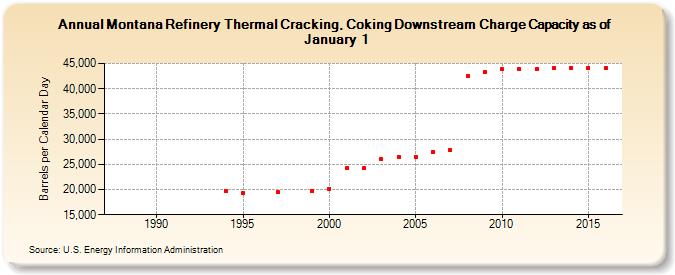 Annual Montana Refinery Thermal Cracking, Coking Downstream Charge Capacity as of
January 1
Barrels per Calendar Day
45,000
40,000
35,000
30,000
25,000
20,000
15,000
1990 1995 2000 2005 2010 2015
Source: U.S. Energy Information Administration